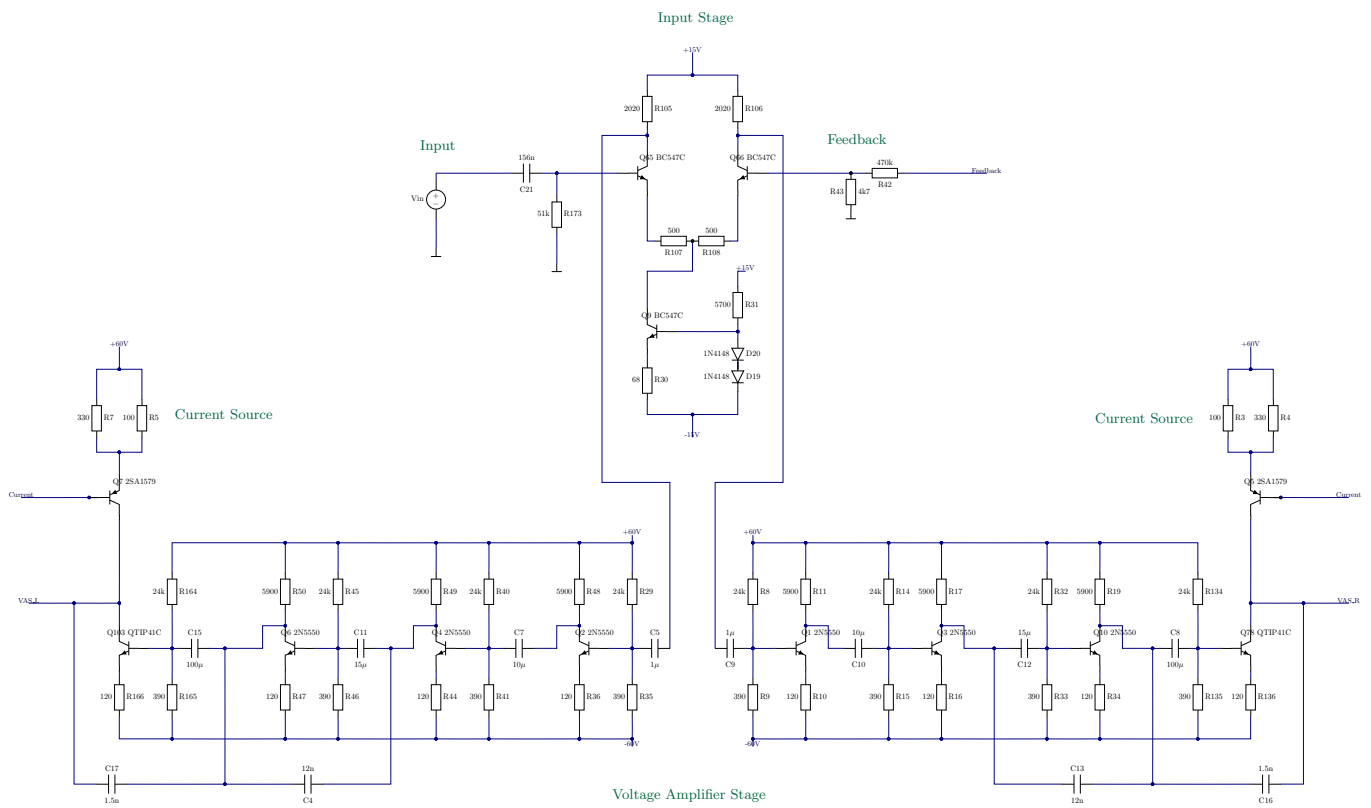 Input Stage
+15V
2020 R105
2020 R106
Input
Feedback
Q65 BC547C
Q66 BC547C
156n
C21
470k
R42
Feedback
Vin
51k R173
R43 4k7
500
R107
500
R108
+15V
5700 R31
Q9 BC547C
1N4148 D20
1N4148 D19
68 R30
-15V
+60V
330 R7
100 R5
Current Source
Q7 2SA1579
Current
+60V
100 R3
330 R4
Current Source
Q5 2SA1579
Current
+60V
24k R164
5900 R50
24k R45
5900 R49
24k R40
5900 R48
24k R29
+60V
24k R8
5900 R11
24k R14
5900 R17
24k R32
5900 R19
24k R134
VAS L
VAS R
Q103 QTIP41C
C15
100µ
Q6 2N5550
C11
15µ
Q4 2N5550
C7
10µ
Q2 2N5550
C5
1µ
1µ
C9
Q1 2N5550
10µ
C10
Q3 2N5550
15µ
C12
Q10 2N5550
C8
100µ
Q78 QTIP41C
120 R166
390 R165
120 R47
390 R46
120 R44
390 R41
120 R36
390 R35
390 R9
120 R10
390 R15
120 R16
390 R33
120 R34
390 R135
120 R136
-60V
-60V
C17
1.5n
12n
C4
C13
12n
1.5n
C16
Voltage Amplifier Stage